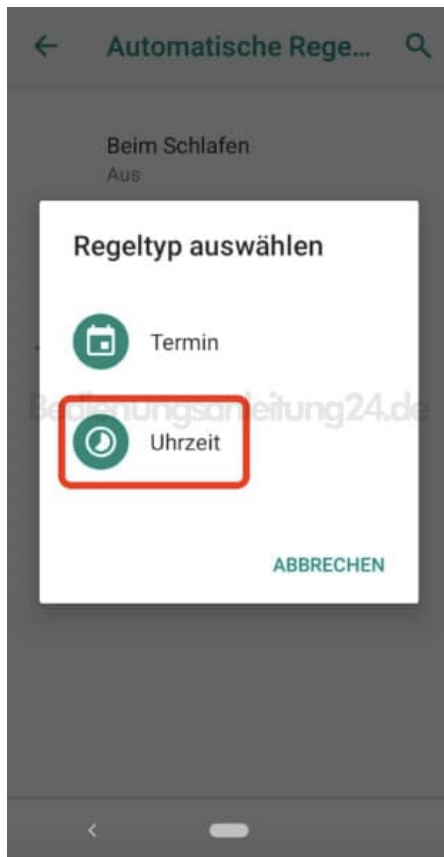 Automatische Rege...
Beim Schlafen
Aus
Regeltyp auswählen
Termin
Bedienungsanleitung24.de
Uhrzeit
ABBRECHEN